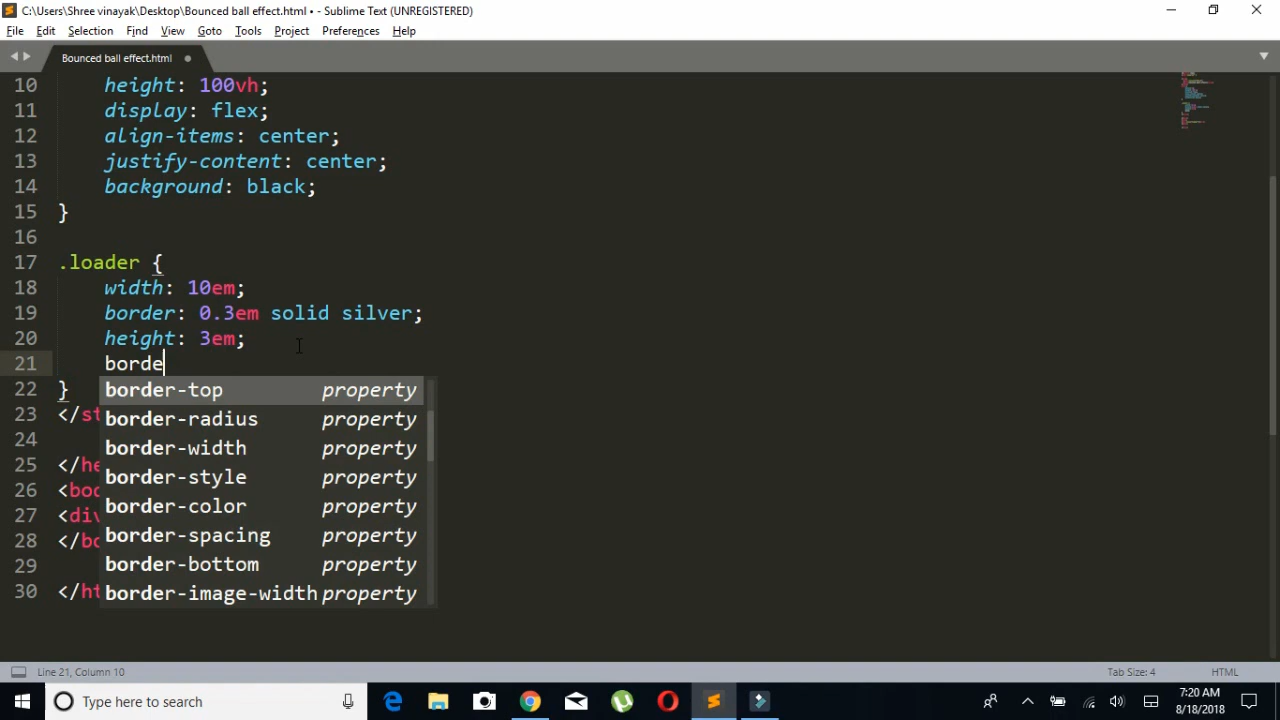 C:\Users\Shree vinayak\Desktop\Bounced ball effect.html • - Sublime Text (UNREGISTERED)
File Edit Selection Find View Goto Tools Project Preferences Help
Bounced ball effect.html
10 height: 100vh;
11 display: flex;
12 align-items: center;
13 justify-content: center;
14 background: black;
15 }
16
17 .loader {
18 width: 10em;
19 border: 0.3em solid silver;
20 height: 3em;
21 borde
22 } border-top property
23 </st border-radius property
24 border-width property
25 </he border-style property
26 <bod border-color property
27 <div border-spacing property
28 </bo border-bottom property
29
30 </ht border-image-width property
Line 21, Column 10 Tab Size: 4 HTML
Type here to search
7:20 AM
8/18/2018